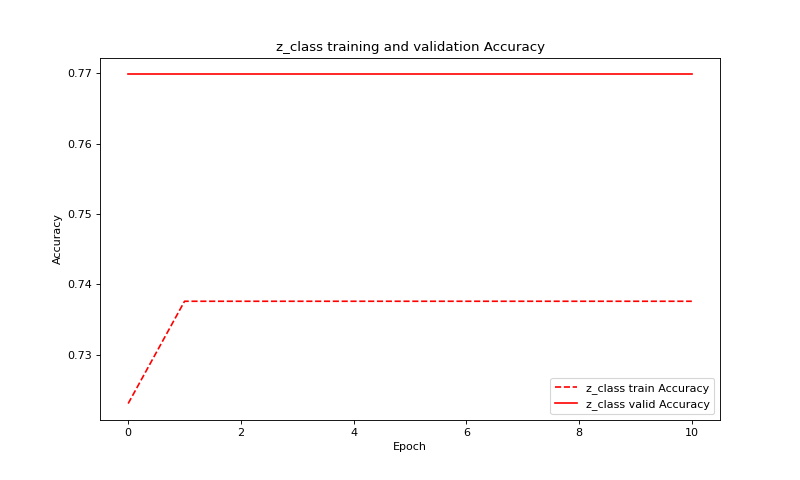 z_class training and validation Accuracy
0.77
0.76
0.75
0.74
0.73
Accuracy
0
2
4
6
8
10
Epoch
z_class train Accuracy
z_class valid Accuracy